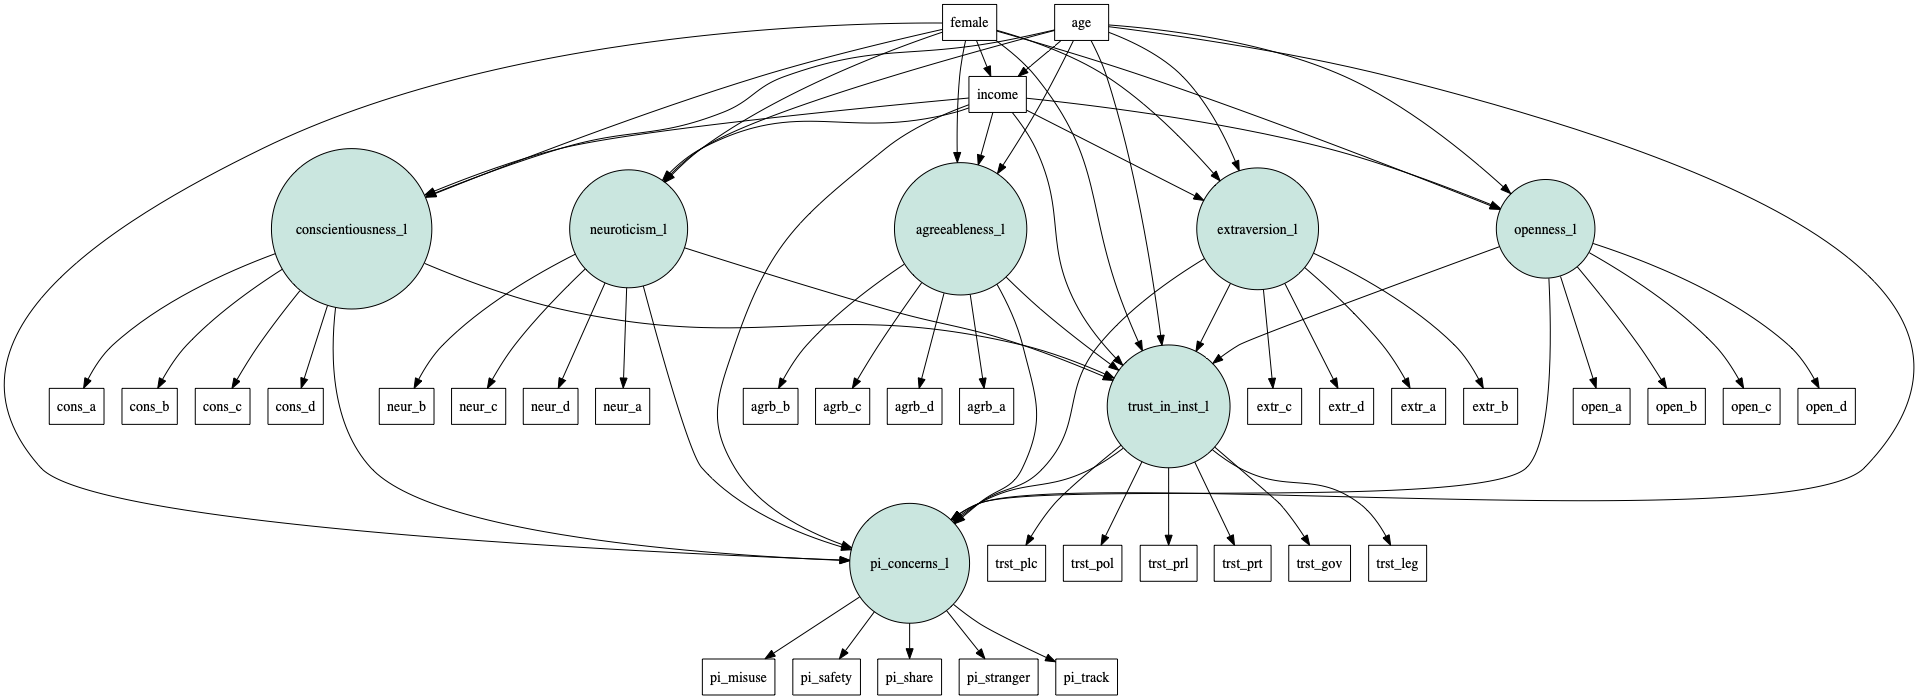 female
age
income
conscientiousness_l
neuroticism_l
agreeableness_l
extraversion_l
openness_l
cons_a
cons_b
cons_c
cons_d
neur_b
neur_c
neur_d
neur_a
agrb_b
agrb_c
agrb_d
agrb_a
trust_in_inst_l
extr_c
extr_d
extr_a
extr_b
open_a
open_b
open_c
open_d
pi_concerns_l
trst_plc
trst_pol
trst_prl
trst_prt
trst_gov
trst_leg
pi_misuse
pi_safety
pi_share
pi_stranger
pi_track